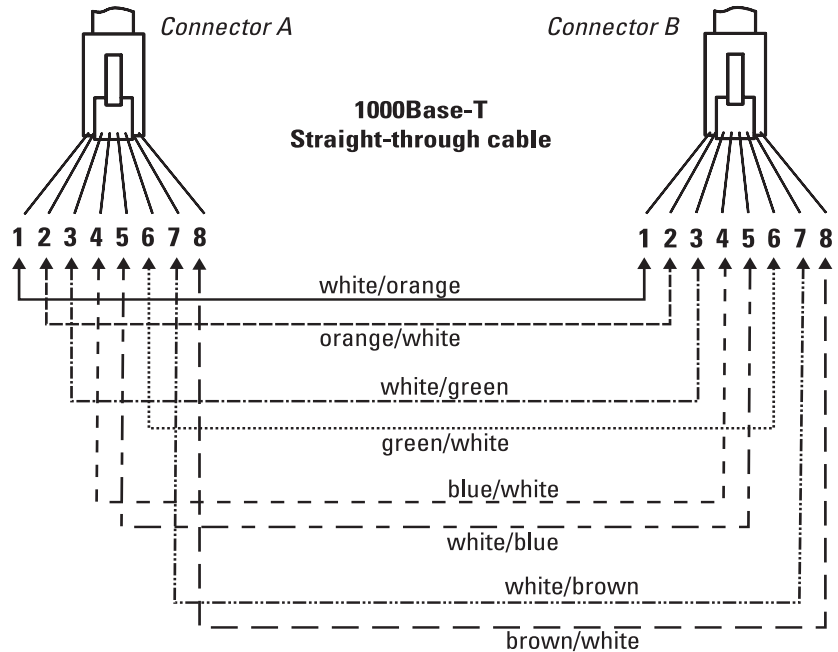 Connector A
Connector B
1000Base-T
Straight-through cable
1 2 3 4 5 6 7 8
1 2 3 4 5 6 7 8
white/orange
orange/white
white/green
green/white
blue/white
white/blue
white/brown
brown/white